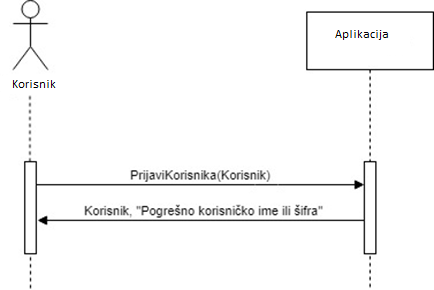 Aplikacija
Korisnik
PrijaviKorisnika(Korisnik)
Korisnik, "Pogrešno korisničko ime ili šifra"